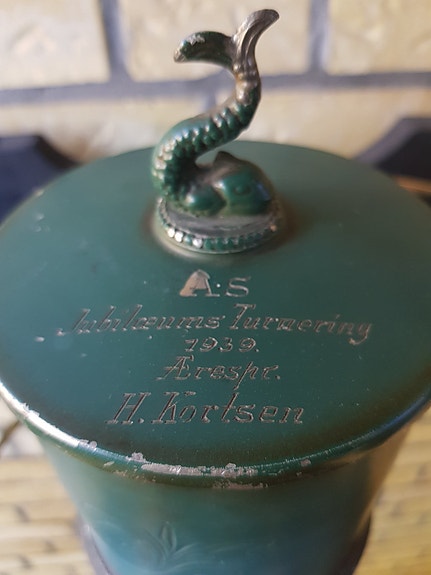 A:S
Jubilæums Turnering
1939.
Ærespr.
H. Kortsen